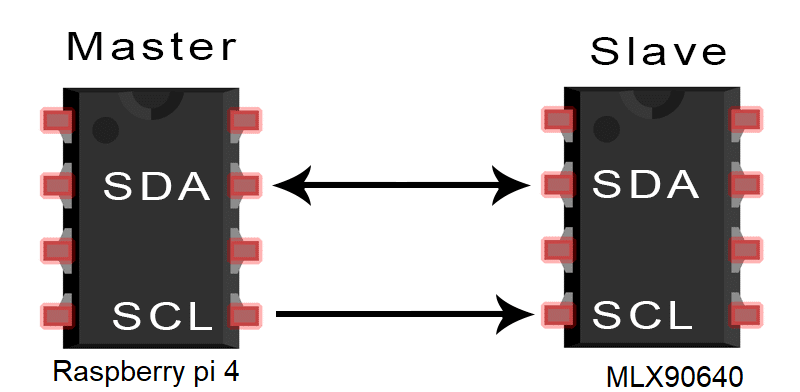 Master Slave
SDA SDA
SCL SCL
Raspberry pi 4 MLX90640